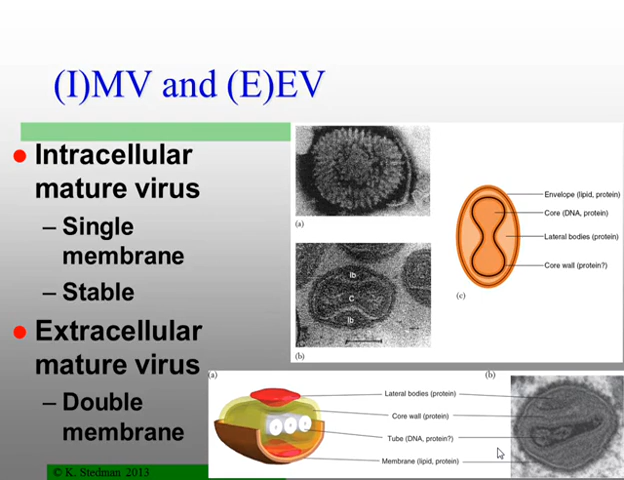 (I)MV and (E)EV
Intracellular
mature virus
– Single
membrane
– Stable
Extracellular
mature virus
– Double
membrane
(a)
lb
C
lb
(b)
Envelope (lipid, protein)
Core (DNA, protein)
Lateral bodies (protein)
Core wall (protein?)
(c)
(a)
Lateral bodies (protein)
Core wall (protein)
Tube (DNA, protein?)
Membrane (lipid, protein)
(b)
© K. Stedman 2013